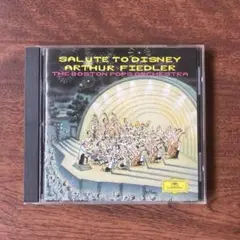 SALUTE TO DISNEY
ARTHUR FIEDLER
THE BOSTON POPS ORCHESTRA